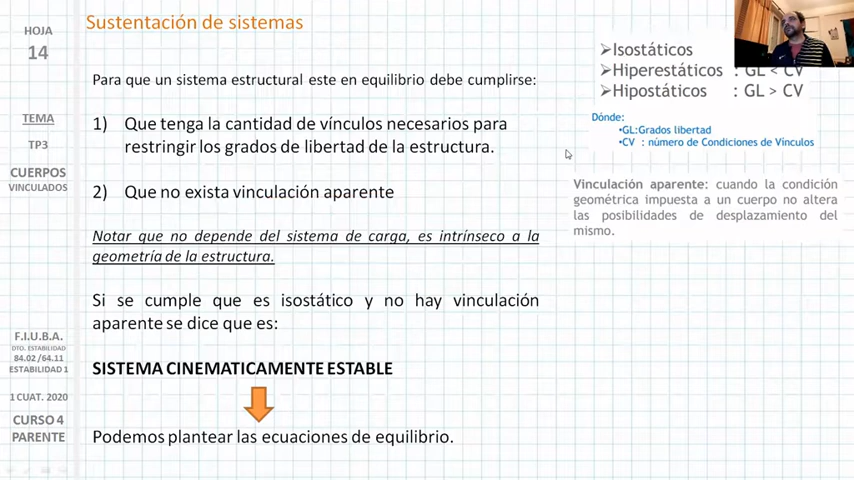 HOJA
14
TEMA
TP3
CUERPOS
VINCULADOS
F.I.U.B.A.
DTO. ESTABILIDAD
84.02 /64.11
ESTABILIDAD 1
1 CUAT. 2020
CURSO 4
PARENTE
Sustentación de sistemas
Para que un sistema estructural este en equilibrio debe cumplirse:
1) Que tenga la cantidad de vínculos necesarios para
restringir los grados de libertad de la estructura.
2) Que no exista vinculación aparente
Notar que no depende del sistema de carga, es intrínseco a la
geometría de la estructura.
Si se cumple que es isostático y no hay vinculación
aparente se dice que es:
SISTEMA CINEMATICAMENTE ESTABLE
Podemos plantear las ecuaciones de equilibrio.
➢Isostáticos
➢Hiperestáticos : GL < CV
➢Hipostáticos : GL > CV
Dónde:
•GL:Grados libertad
•CV : número de Condiciones de Vínculos
Vinculación aparente: cuando la condición
geométrica impuesta a un cuerpo no altera
las posibilidades de desplazamiento del
mismo.